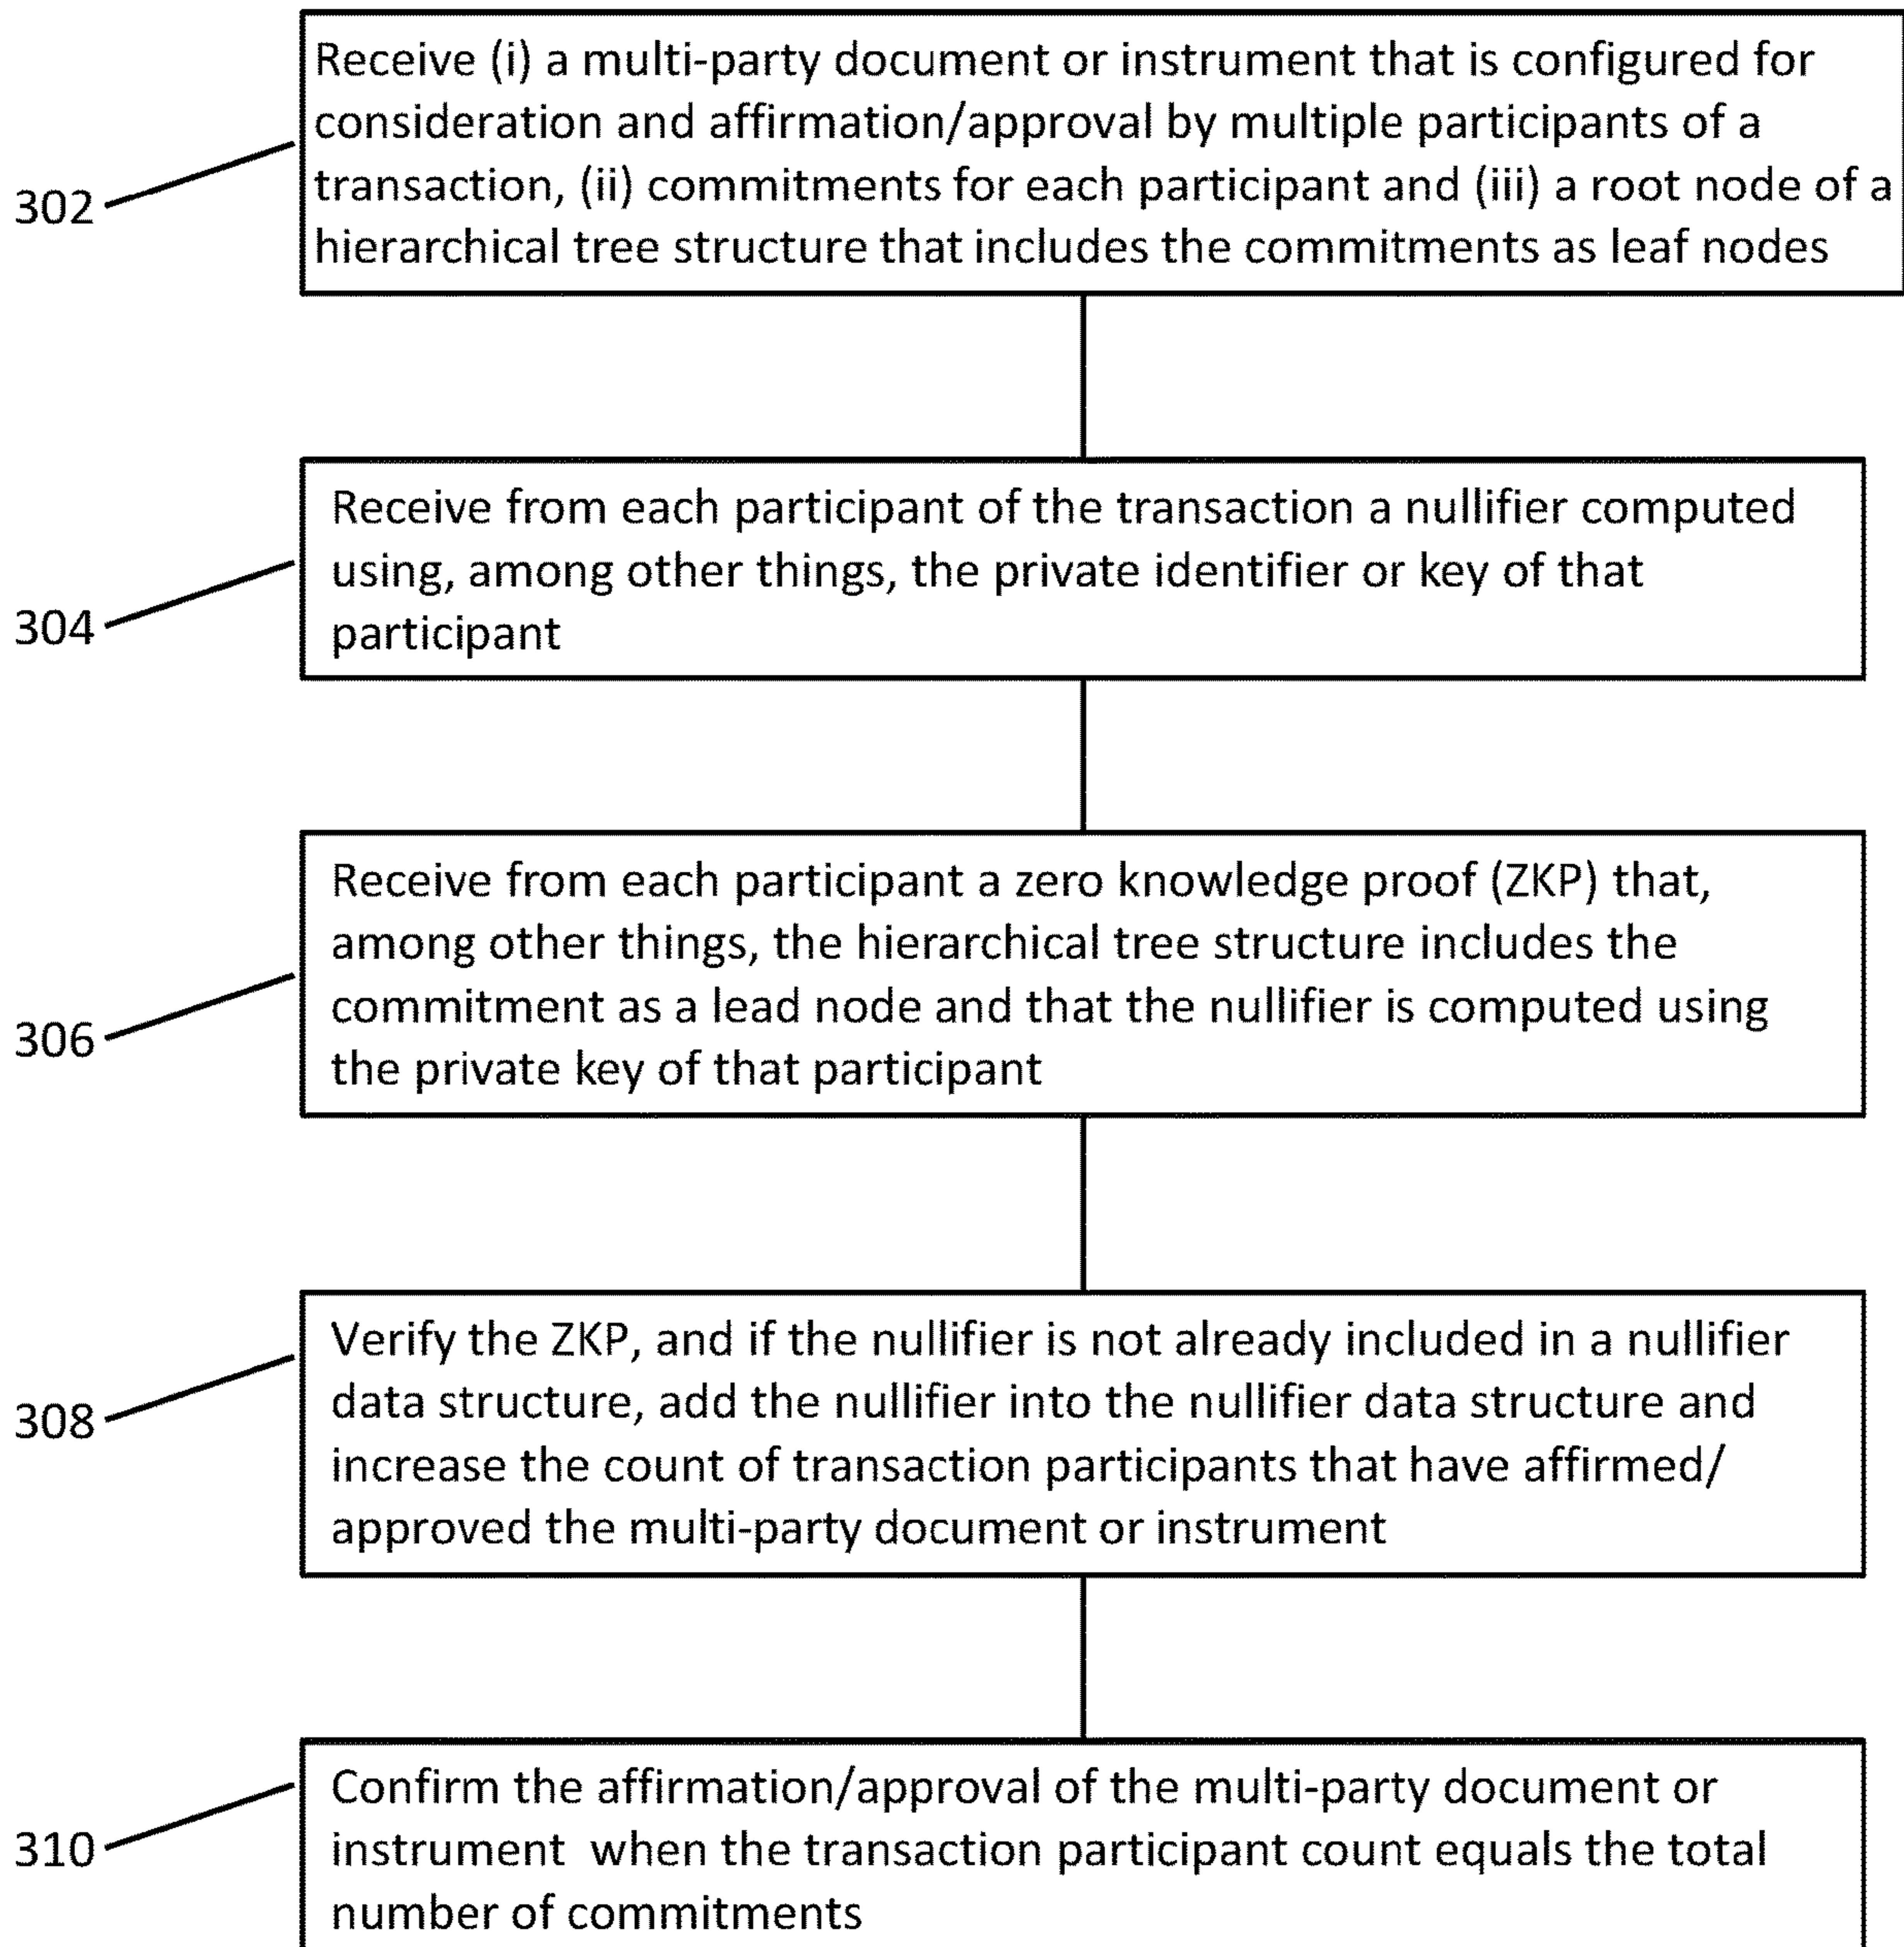 Receive (i) a multi-party document or instrument that is configured for
consideration and affirmation/approval by multiple participants of a
transaction, (ii) commitments for each participant and (iii) a root node of a
hierarchical tree structure that includes the commitments as leaf nodes
302
Receive from each participant of the transaction a nullifier computed
using, among other things, the private identifier or key of that
participant
304
Receive from each participant a zero knowledge proof (ZKP) that,
among other things, the hierarchical tree structure includes the
commitment as a lead node and that the nullifier is computed using
the private key of that participant
306
Verify the ZKP, and if the nullifier is not already included in a nullifier
data structure, add the nullifier into the nullifier data structure and
increase the count of transaction participants that have affirmed/
approved the multi-party document or instrument
308
Confirm the affirmation/approval of the multi-party document or
instrument when the transaction participant count equals the total
number of commitments
310